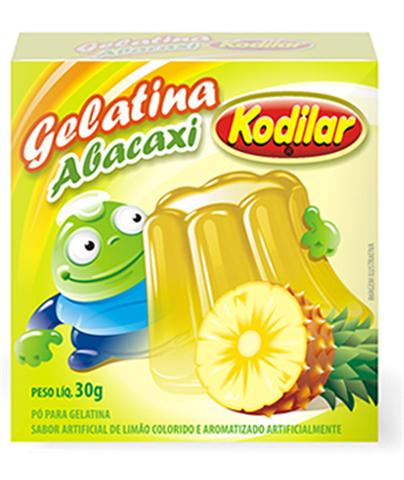 Gelatina
Abacaxi
Kodilar
PESO LÍQ. 30g
PÓ PARA GELATINA
SABOR ARTIFICIAL DE LIMÃO COLORIDO E AROMATIZADO ARTIFICIALMENTE
IMAGEM ILUSTRATIVA